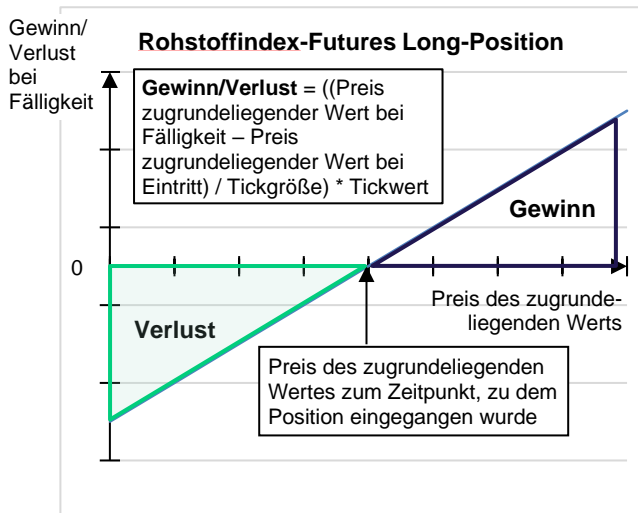 Gewinn/
Verlust
bei
Fälligkeit
Rohstoffindex-Futures Long-Position
Gewinn/Verlust = ((Preis
zugrundeliegender Wert bei
Fälligkeit – Preis
zugrundeliegender Wert bei
Eintritt) / Tickgröße) * Tickwert
Gewinn
0
Preis des zugrunde-
liegenden Werts
Verlust
Preis des zugrundeliegenden
Wertes zum Zeitpunkt, zu dem
Position eingegangen wurde